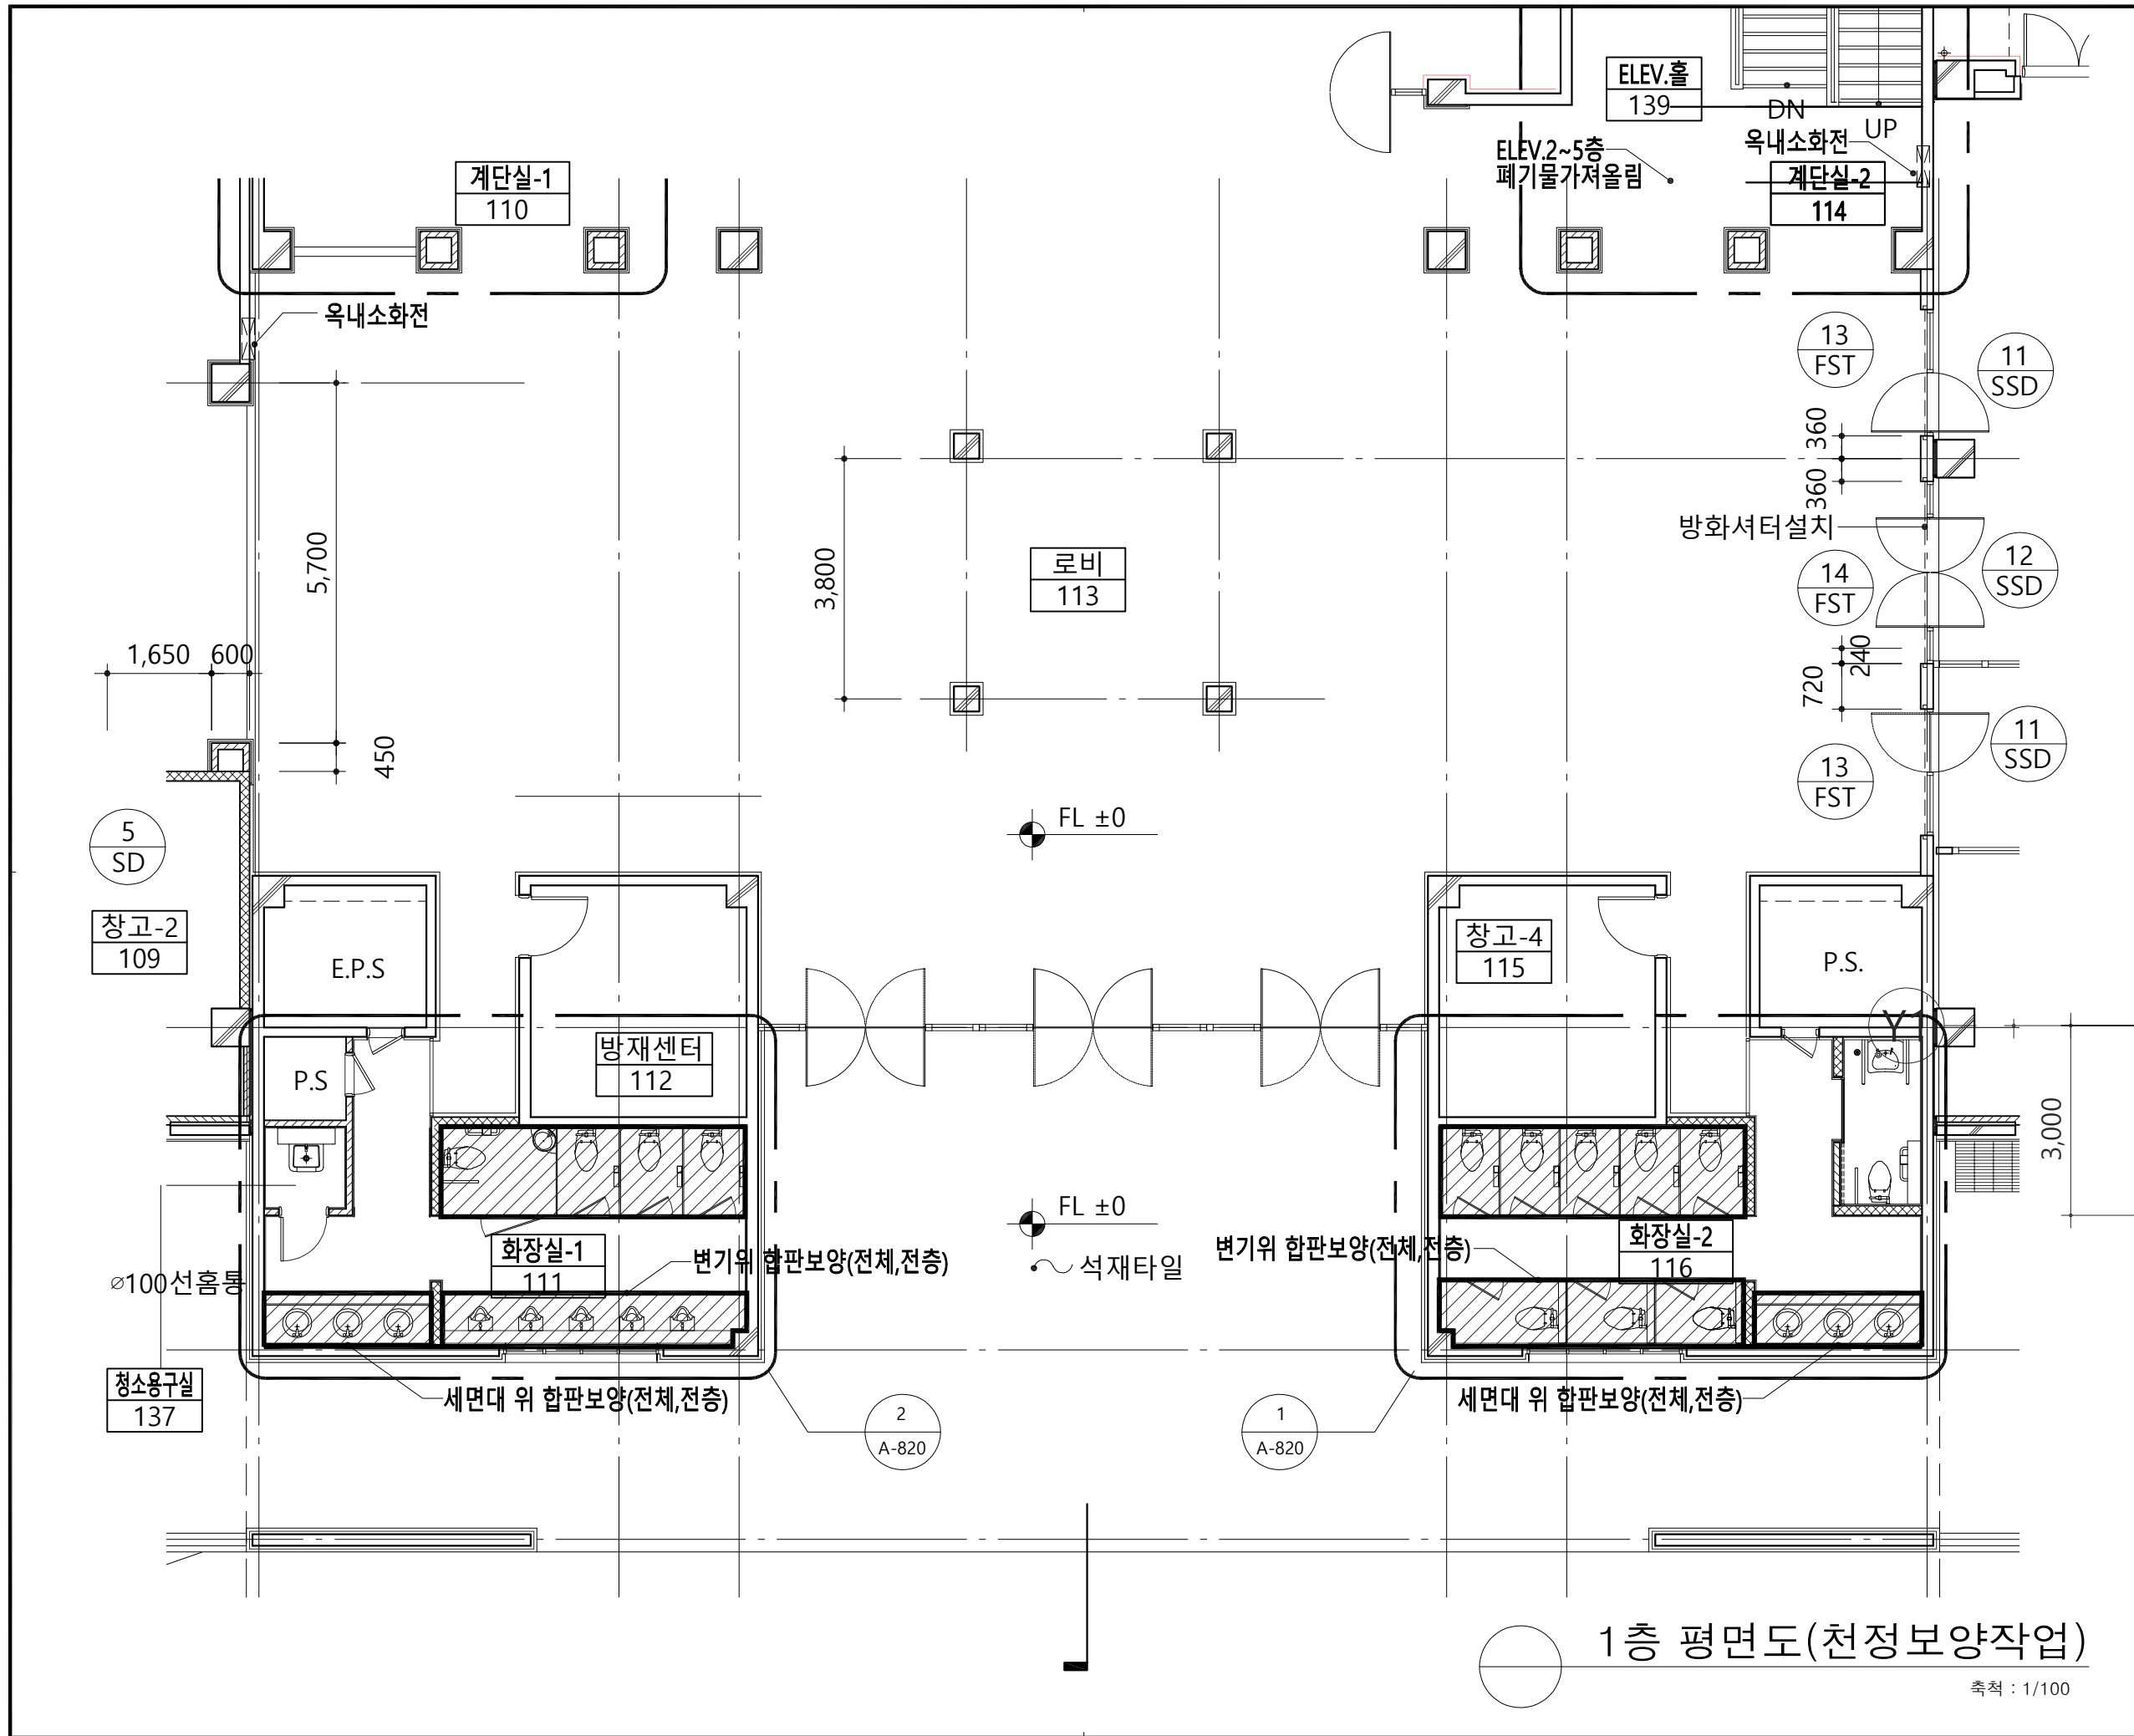 ELEV.홀
139
DN
UP
ELEV.2~5층
폐기물가져올림
옥내소화전
계단실-1
110
계단실-2
114
옥내소화전
13
FST
11
SSD
360
360
방화셔터설치
5,700
3,800
로비
113
14
FST
12
SSD
1,650
600
240
720
450
11
SSD
13
FST
FL ±0
5
SD
창고-2
109
E.P.S
창고-4
115
P.S.
Y1
방재센터
112
P.S
3,000
FL ±0
화장실-1
111
변기위 합판보양(전체,전층)
석재타일
변기위 합판보양(전체,전층)
화장실-2
116
⌀100선홈통
청소용구실
137
세면대 위 합판보양(전체,전층)
2
A-820
1
A-820
세면대 위 합판보양(전체,전층)
1층 평면도(천정보양작업)
축척 : 1/100